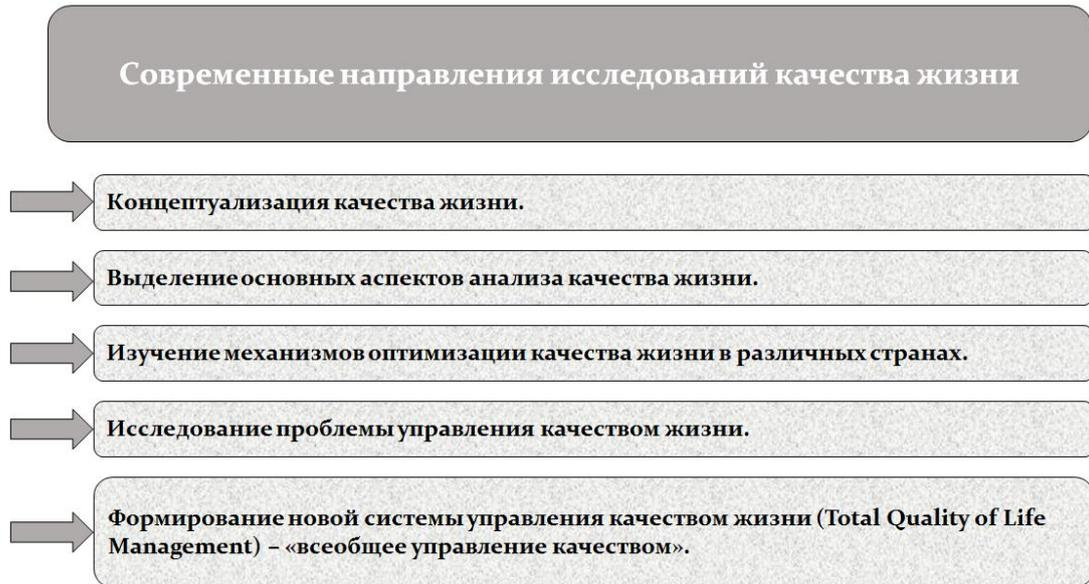 Современные направления исследований качества жизни
Концептуализация качества жизни.
Выделение основных аспектов анализа качества жизни.
Изучение механизмов оптимизации качества жизни в различных странах.
Исследование проблемы управления качеством жизни.
Формирование новой системы управления качеством жизни (Total Quality of Life
Management) – «всеобщее управление качеством».